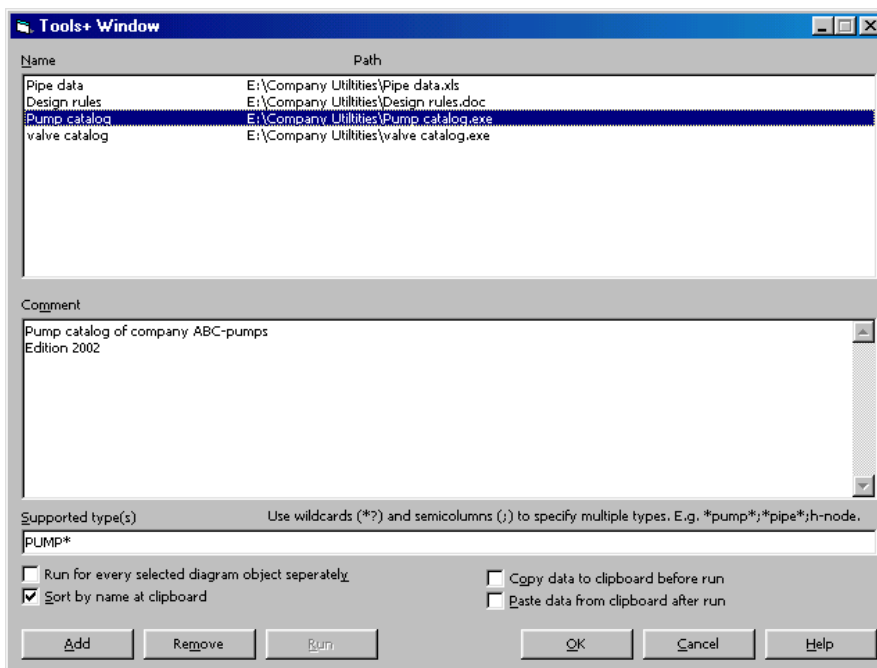 Tools+ Window
Name Path
Pipe data E:\Company Utiltities\Pipe data.xls
Design rules E:\Company Utiltities\Design rules.doc
Pump catalog E:\Company Utiltities\Pump catalog.exe
valve catalog E:\Company Utiltities\valve catalog.exe
Comment
Pump catalog of company ABC-pumps
Edition 2002
Supported type(s) Use wildcards (*?) and semicolumns (;) to specify multiple types. E.g. *pump*;*pipe*;h-node.
PUMP*
Run for every selected diagram object seperately Copy data to clipboard before run
Sort by name at clipboard Paste data from clipboard after run
Add Remove Run OK Cancel Help